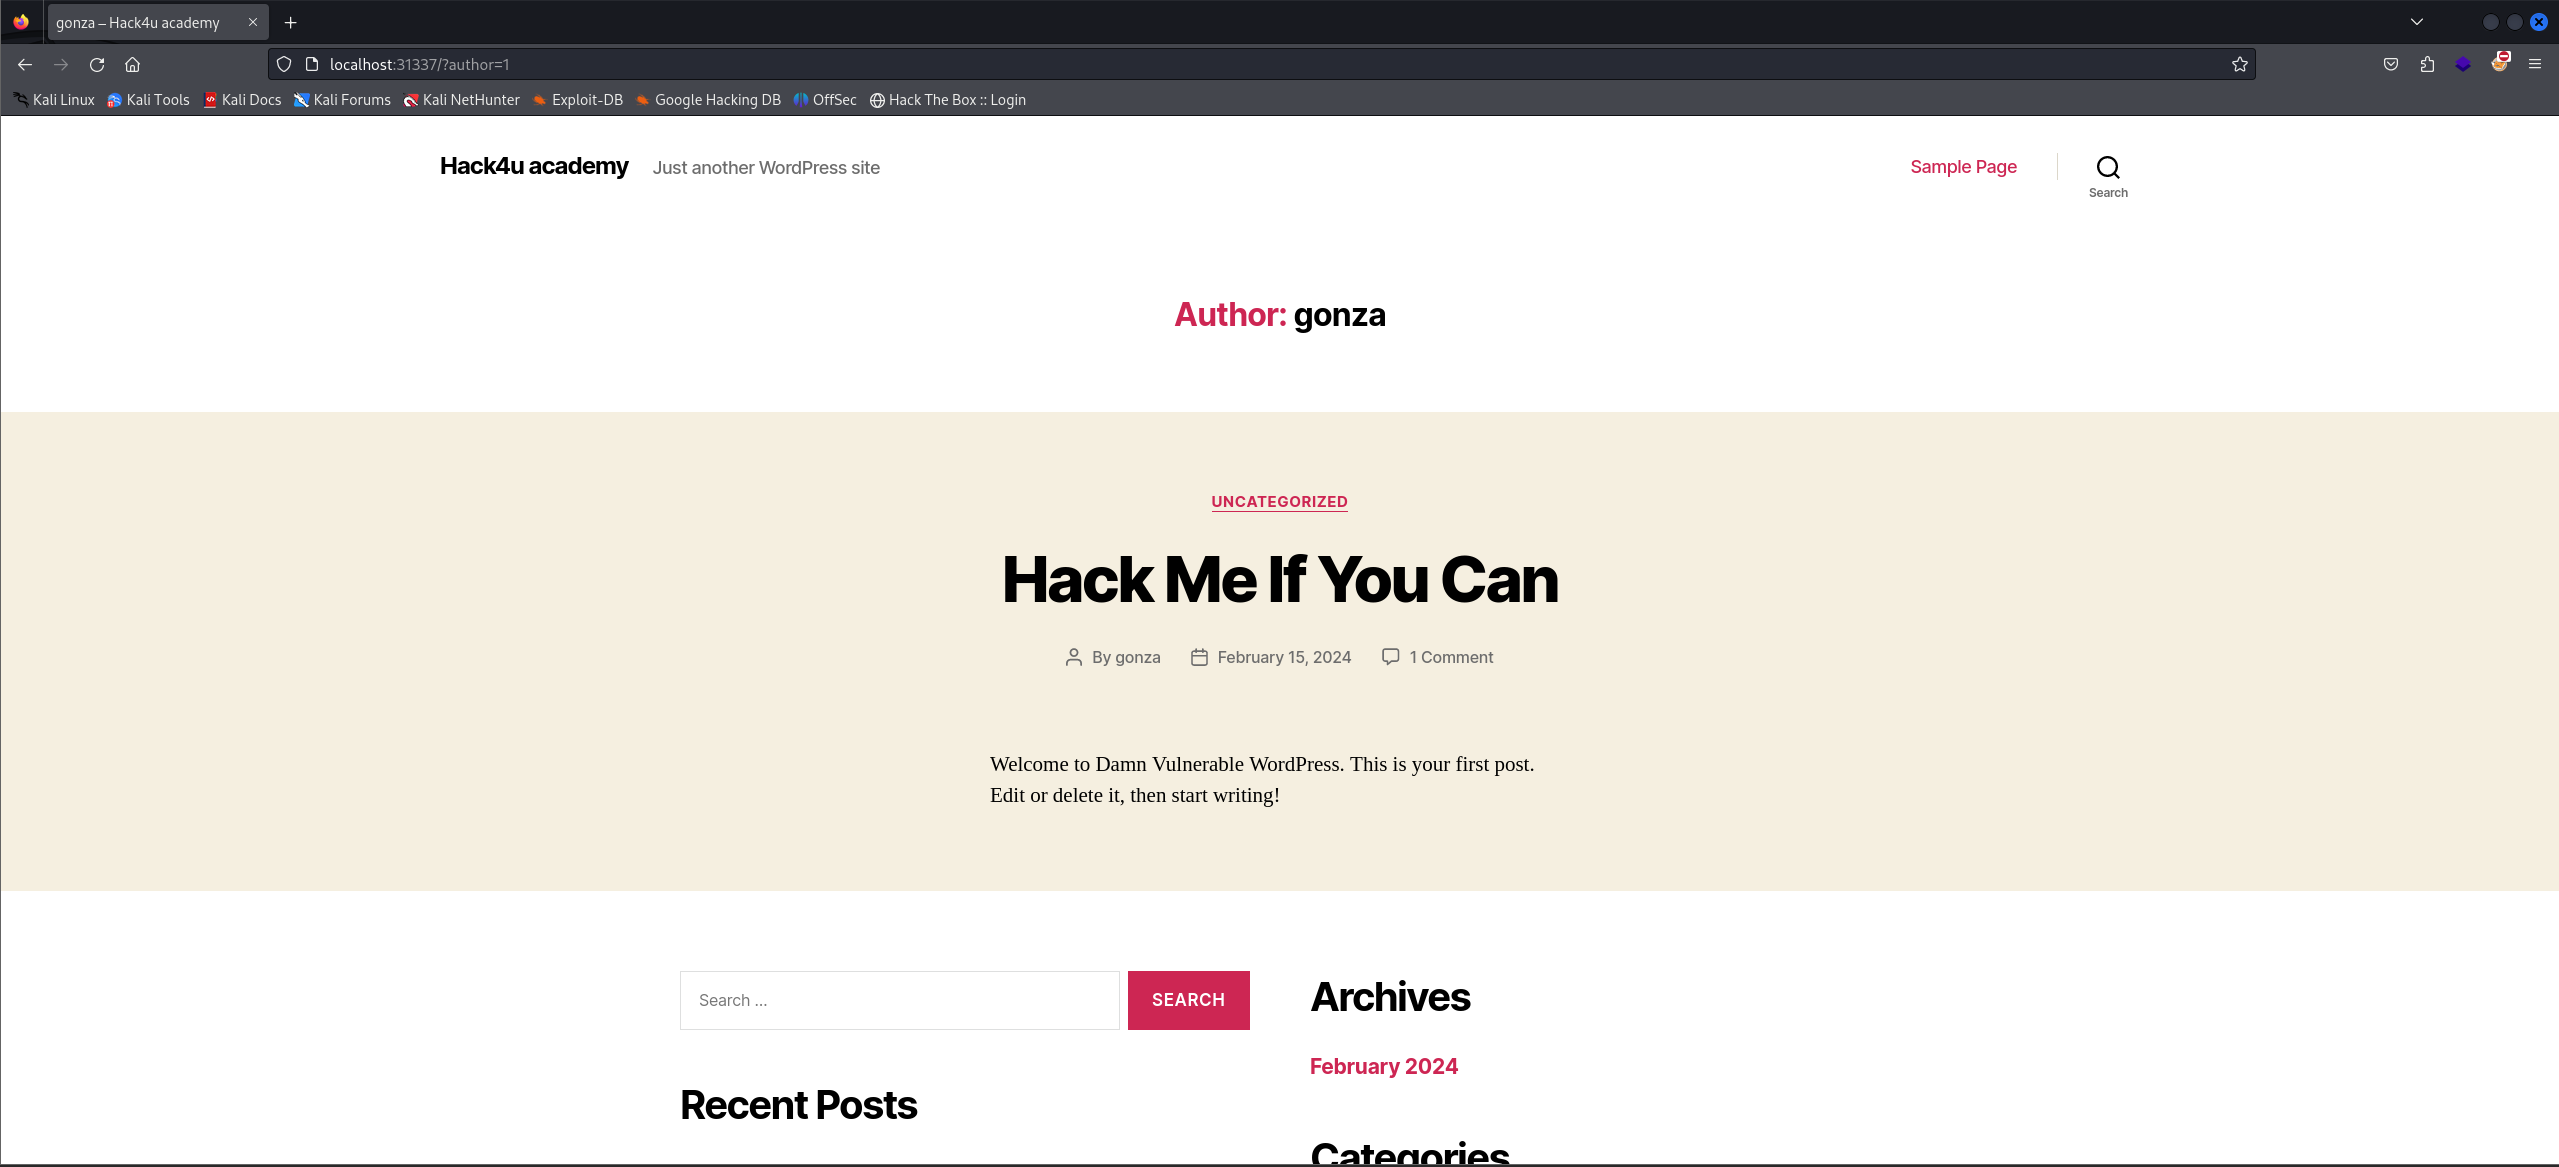 gonza – Hack4u academy
localhost:31337/?author=1
Kali Linux Kali Tools Kali Docs Kali Forums Kali NetHunter Exploit-DB Google Hacking DB OffSec Hack The Box :: Login
Hack4u academy Just another WordPress site Sample Page
Search
Author: gonza
UNCATEGORIZED
Hack Me If You Can
By gonza February 15, 2024 1 Comment
Welcome to Damn Vulnerable WordPress. This is your first post.
Edit or delete it, then start writing!
Search …
SEARCH
Recent Posts
Archives
February 2024
Categories